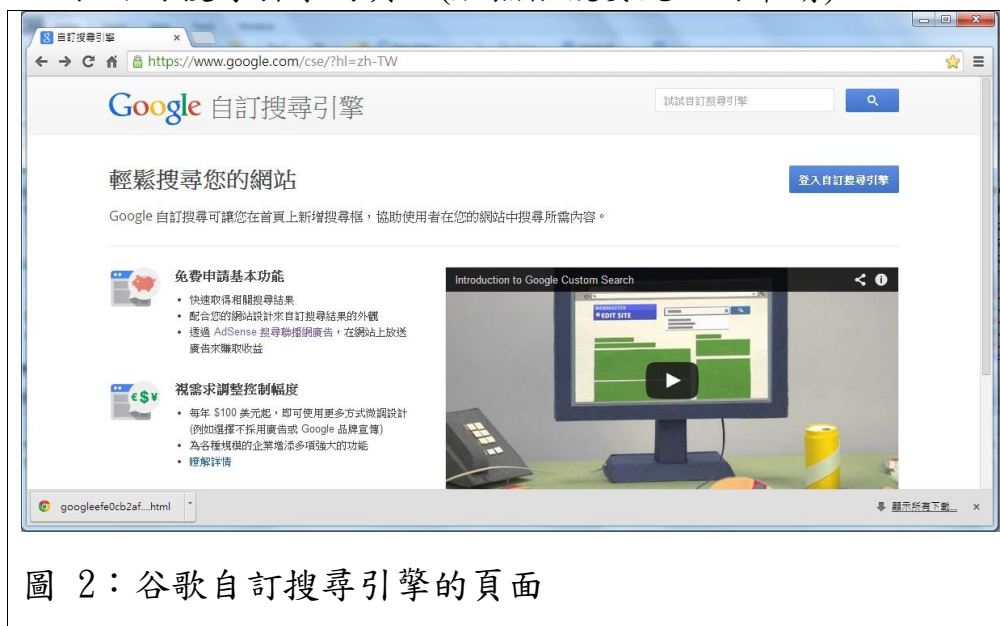 自訂搜尋引擎
https://www.google.com/cse/?hl=zh-TW
Google 自訂搜尋引擎
試試自訂搜尋引擎
輕鬆搜尋您的網站
登入自訂搜尋引擎
Google 自訂搜尋可讓您在首頁上新增搜尋框，協助使用者在您的網站中搜尋所需內容。
免費申請基本功能
• 快速取得相關搜尋結果
• 配合您的網站設計來自訂搜尋結果的外觀
• 透過 AdSense 搜尋聯播網廣告，在網站上放送
廣告來賺取收益
視需求調整控制幅度
• 每年 $100 美元起，即可使用更多方式微調設計
(例如選擇不採用廣告或 Google 品牌宣傳)
• 為各種規模的企業增添多項強大的功能
• 瞭解詳情
Introduction to Google Custom Search
WEBMASTER
EDIT SITE
googleefe0cb2af....html
顯示所有下載...
圖 2：谷歌自訂搜尋引擎的頁面